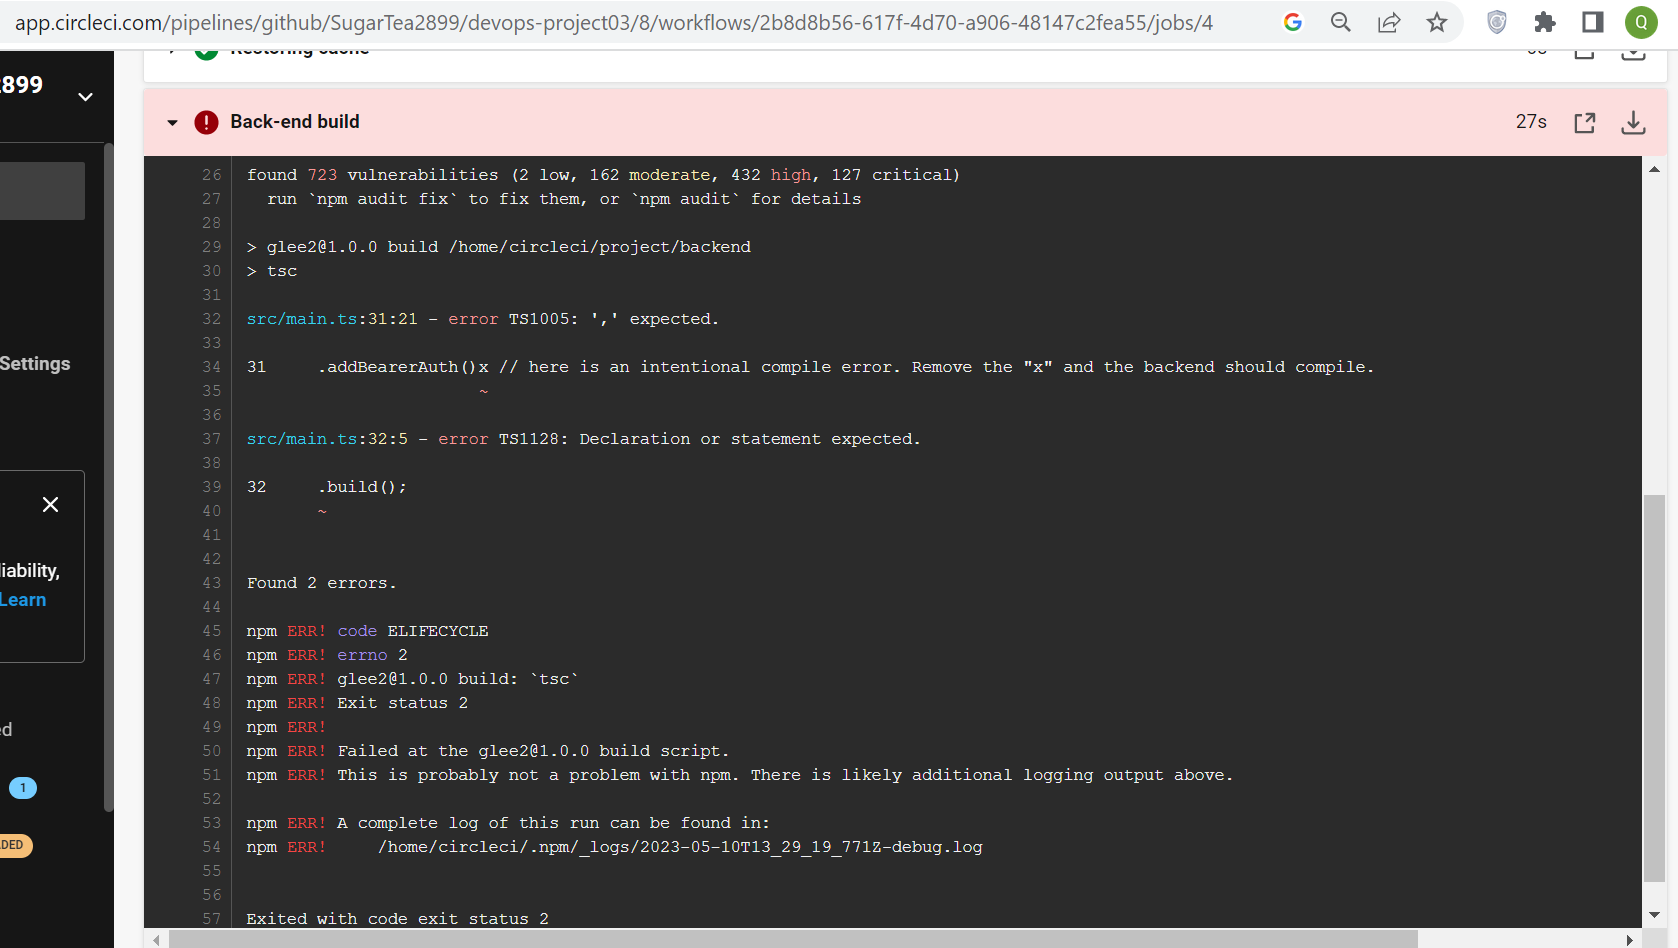 app.circleci.com/pipelines/github/SugarTea2899/devops-project03/8/workflows/2b8d8b56-617f-4d70-a906-48147c2fea55/jobs/4
Q
Restoring cache
2899
Back-end build
27s
26 found 723 vulnerabilities (2 low, 162 moderate, 432 high, 127 critical)
27 run `npm audit fix` to fix them, or `npm audit` for details
28
29 > glee2@1.0.0 build /home/circleci/project/backend
30 > tsc
31
32 src/main.ts:31:21 - error TS1005: ',' expected.
33
34 31 .addBearerAuth()x // here is an intentional compile error. Remove the "x" and the backend should compile.
35 ~
36
37 src/main.ts:32:5 - error TS1128: Declaration or statement expected.
38
39 32 .build();
40 ~
41
42
43 Found 2 errors.
44
45 npm ERR! code ELIFECYCLE
46 npm ERR! errno 2
47 npm ERR! glee2@1.0.0 build: `tsc`
48 npm ERR! Exit status 2
49 npm ERR!
50 npm ERR! Failed at the glee2@1.0.0 build script.
51 npm ERR! This is probably not a problem with npm. There is likely additional logging output above.
52
53 npm ERR! A complete log of this run can be found in:
54 npm ERR! /home/circleci/.npm/_logs/2023-05-10T13_29_19_771Z-debug.log
55
56
57 Exited with code exit status 2
Settings
iability,
Learn
ed
1
DED